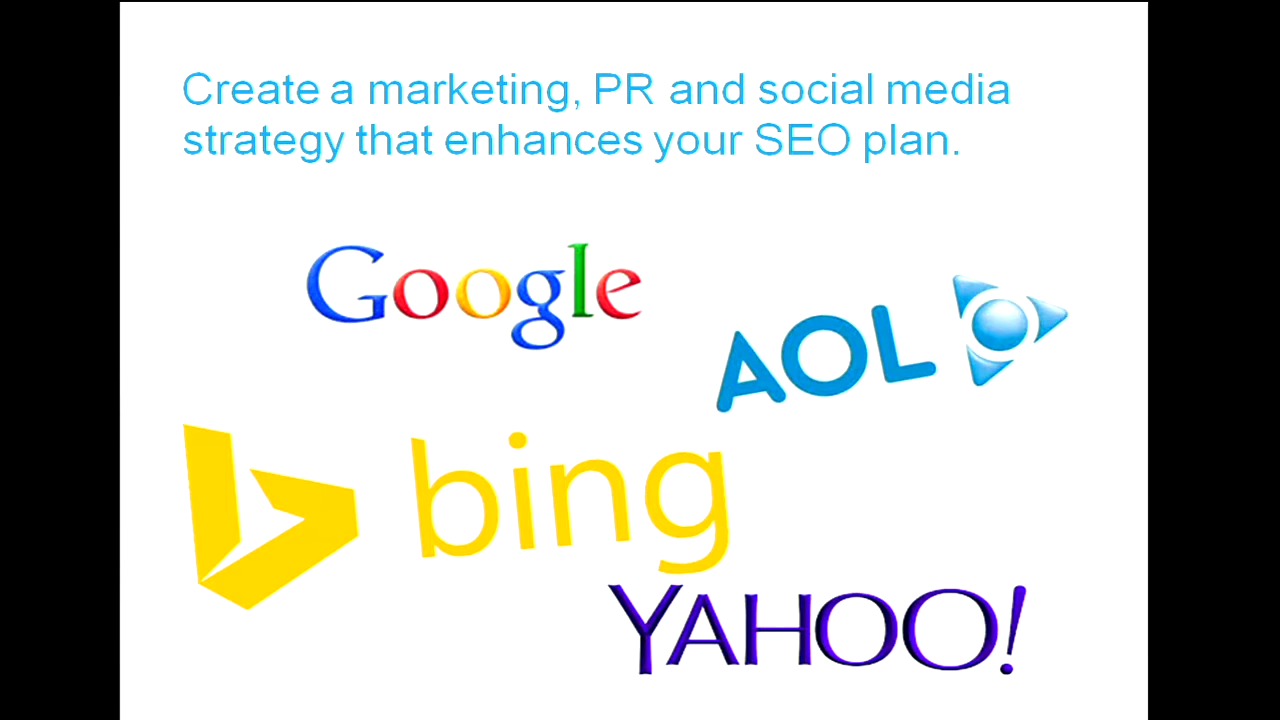 Create a marketing, PR and social media
strategy that enhances your SEO plan.
Google
AOL
bing
YAHOO!